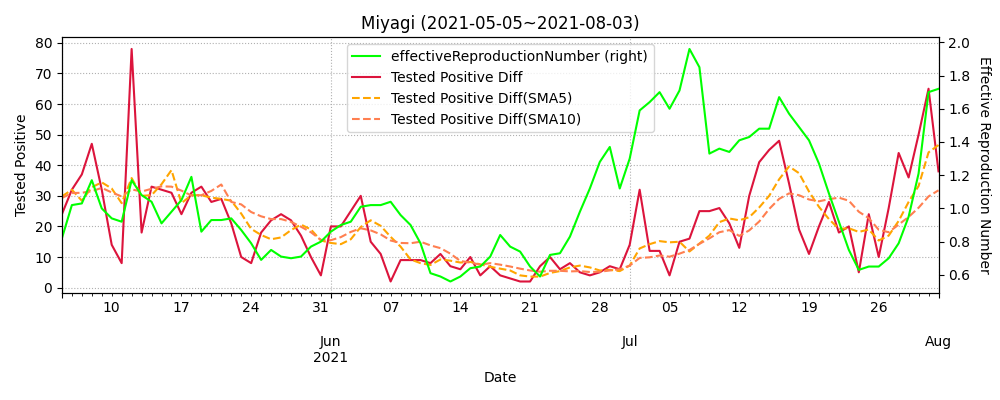 Miyagi (2021-05-05~2021-08-03)
effectiveReproductionNumber (right)
Tested Positive Diff
Tested Positive Diff(SMA5)
Tested Positive Diff(SMA10)
Tested Positive
80
70
60
50
40
30
20
10
0
2.0
1.8
1.6
1.4
1.2
1.0
0.8
0.6
Effective Reproduction Number
10 17 24 31 07 14 21 28 05 12 19 26
Jun Jul Aug
2021
Date